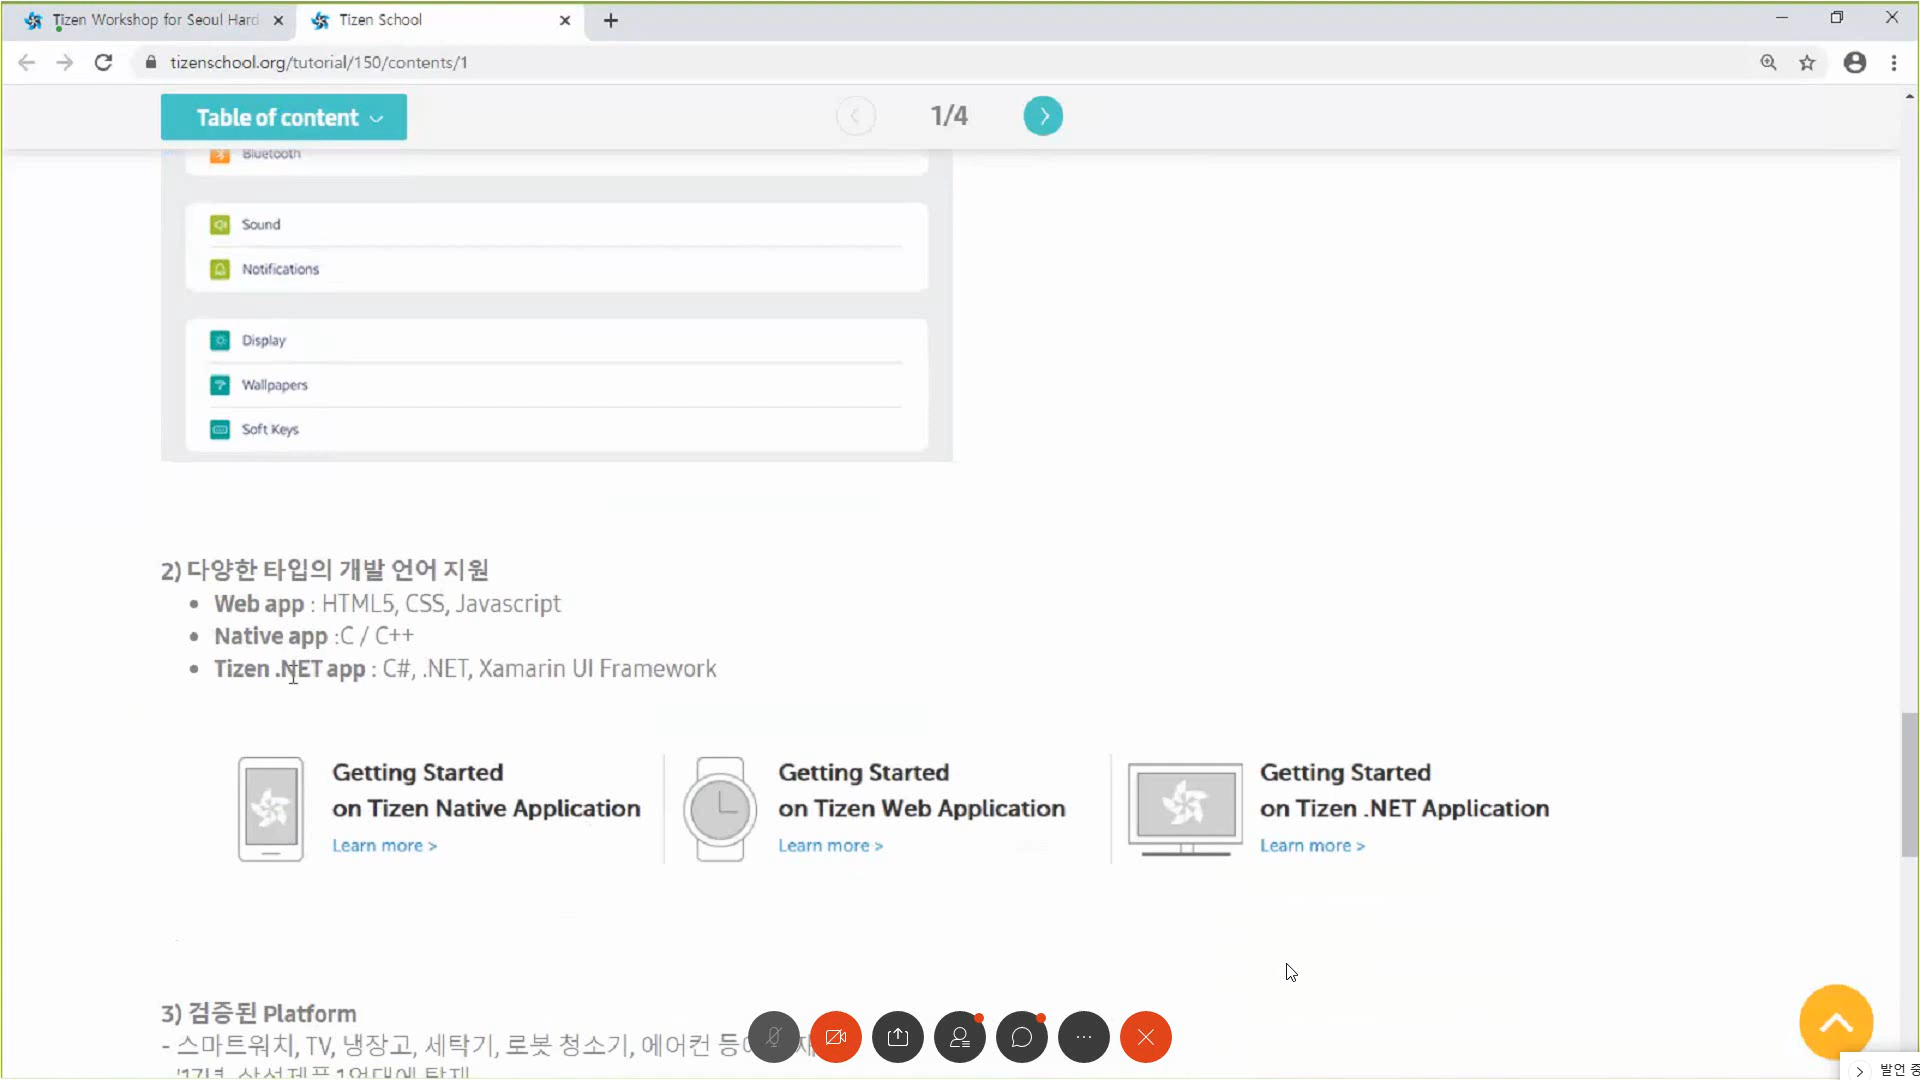 Tizen Workshop for Seoul Hard
Tizen School
tizenschool.org/tutorial/150/contents/1
Table of content
1/4
Bluetooth
Sound
Notifications
Display
Wallpapers
Soft Keys
2) 다양한 타입의 개발 언어 지원
• Web app : HTML5, CSS, Javascript
• Native app :C / C++
• Tizen .NET app : C#, .NET, Xamarin UI Framework
Getting Started
on Tizen Native Application
Learn more >
Getting Started
on Tizen Web Application
Learn more >
Getting Started
on Tizen .NET Application
Learn more >
3) 검증된 Platform
- 스마트워치, TV, 냉장고, 세탁기, 로봇 청소기, 에어컨
발언 중